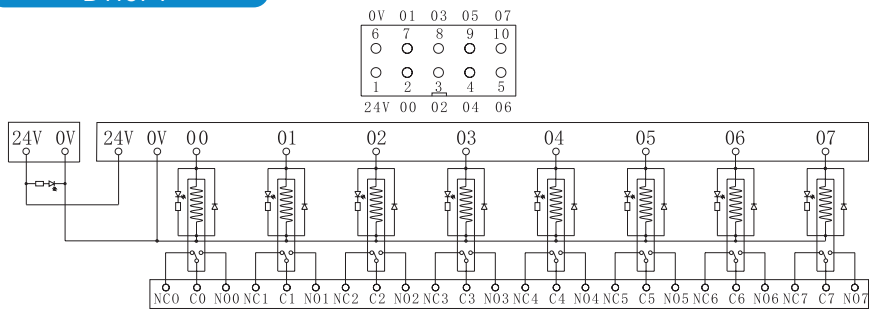 0V 01 03 05 07
6 7 8 9 10
1 2 3 4 5
24V 00 02 04 06
24V 0V 24V 0V 00 01 02 03 04 05 06 07
NC0 C0 NO0 NC1 C1 NO1 NC2 C2 NO2 NC3 C3 NO3 NC4 C4 NO4 NC5 C5 NO5 NC6 C6 NO6 NC7 C7 NO7